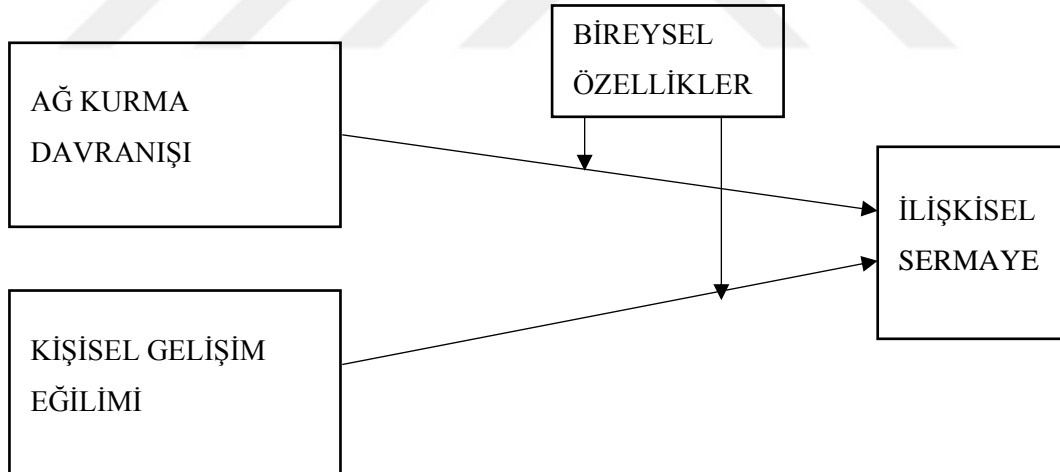 BİREYSEL
ÖZELLİKLER
AĞ KURMA
DAVRANIŞI
İLİŞKİSEL
SERMAYE
KİŞİSEL GELİŞİM
EĞİLİMİ